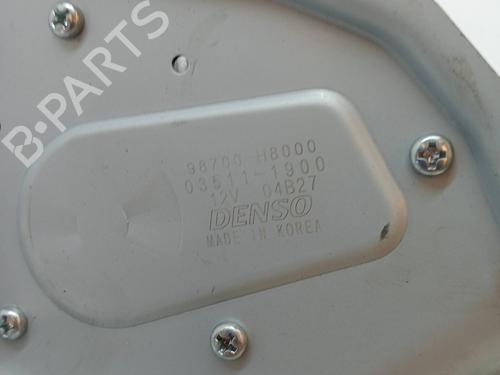 B-PARTS
98700-H8000
03511-1900
12V 04B27
DENSO
MADE IN KOREA